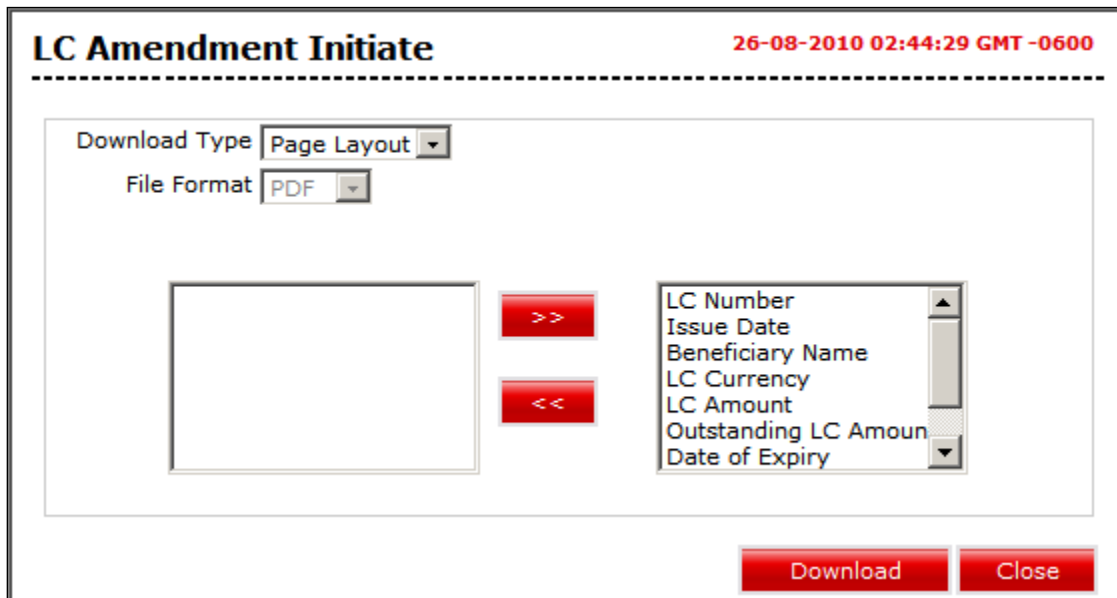 LC Amendment Initiate
26-08-2010 02:44:29 GMT -0600
Download Type Page Layout
File Format PDF
>>
<<
LC Number
Issue Date
Beneficiary Name
LC Currency
LC Amount
Outstanding LC Amoun
Date of Expiry
Download Close